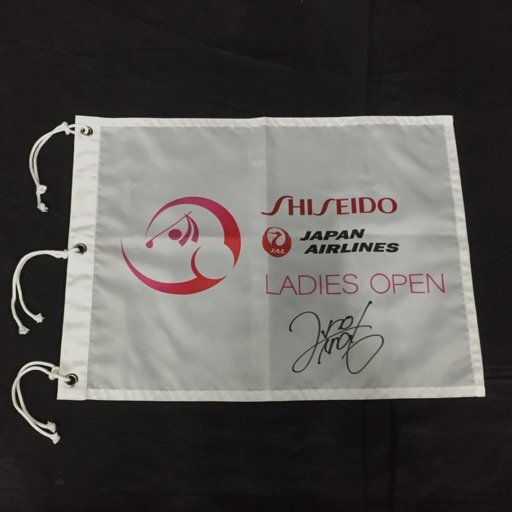 SHISEIDO
JAL
JAPAN
AIRLINES
LADIES OPEN